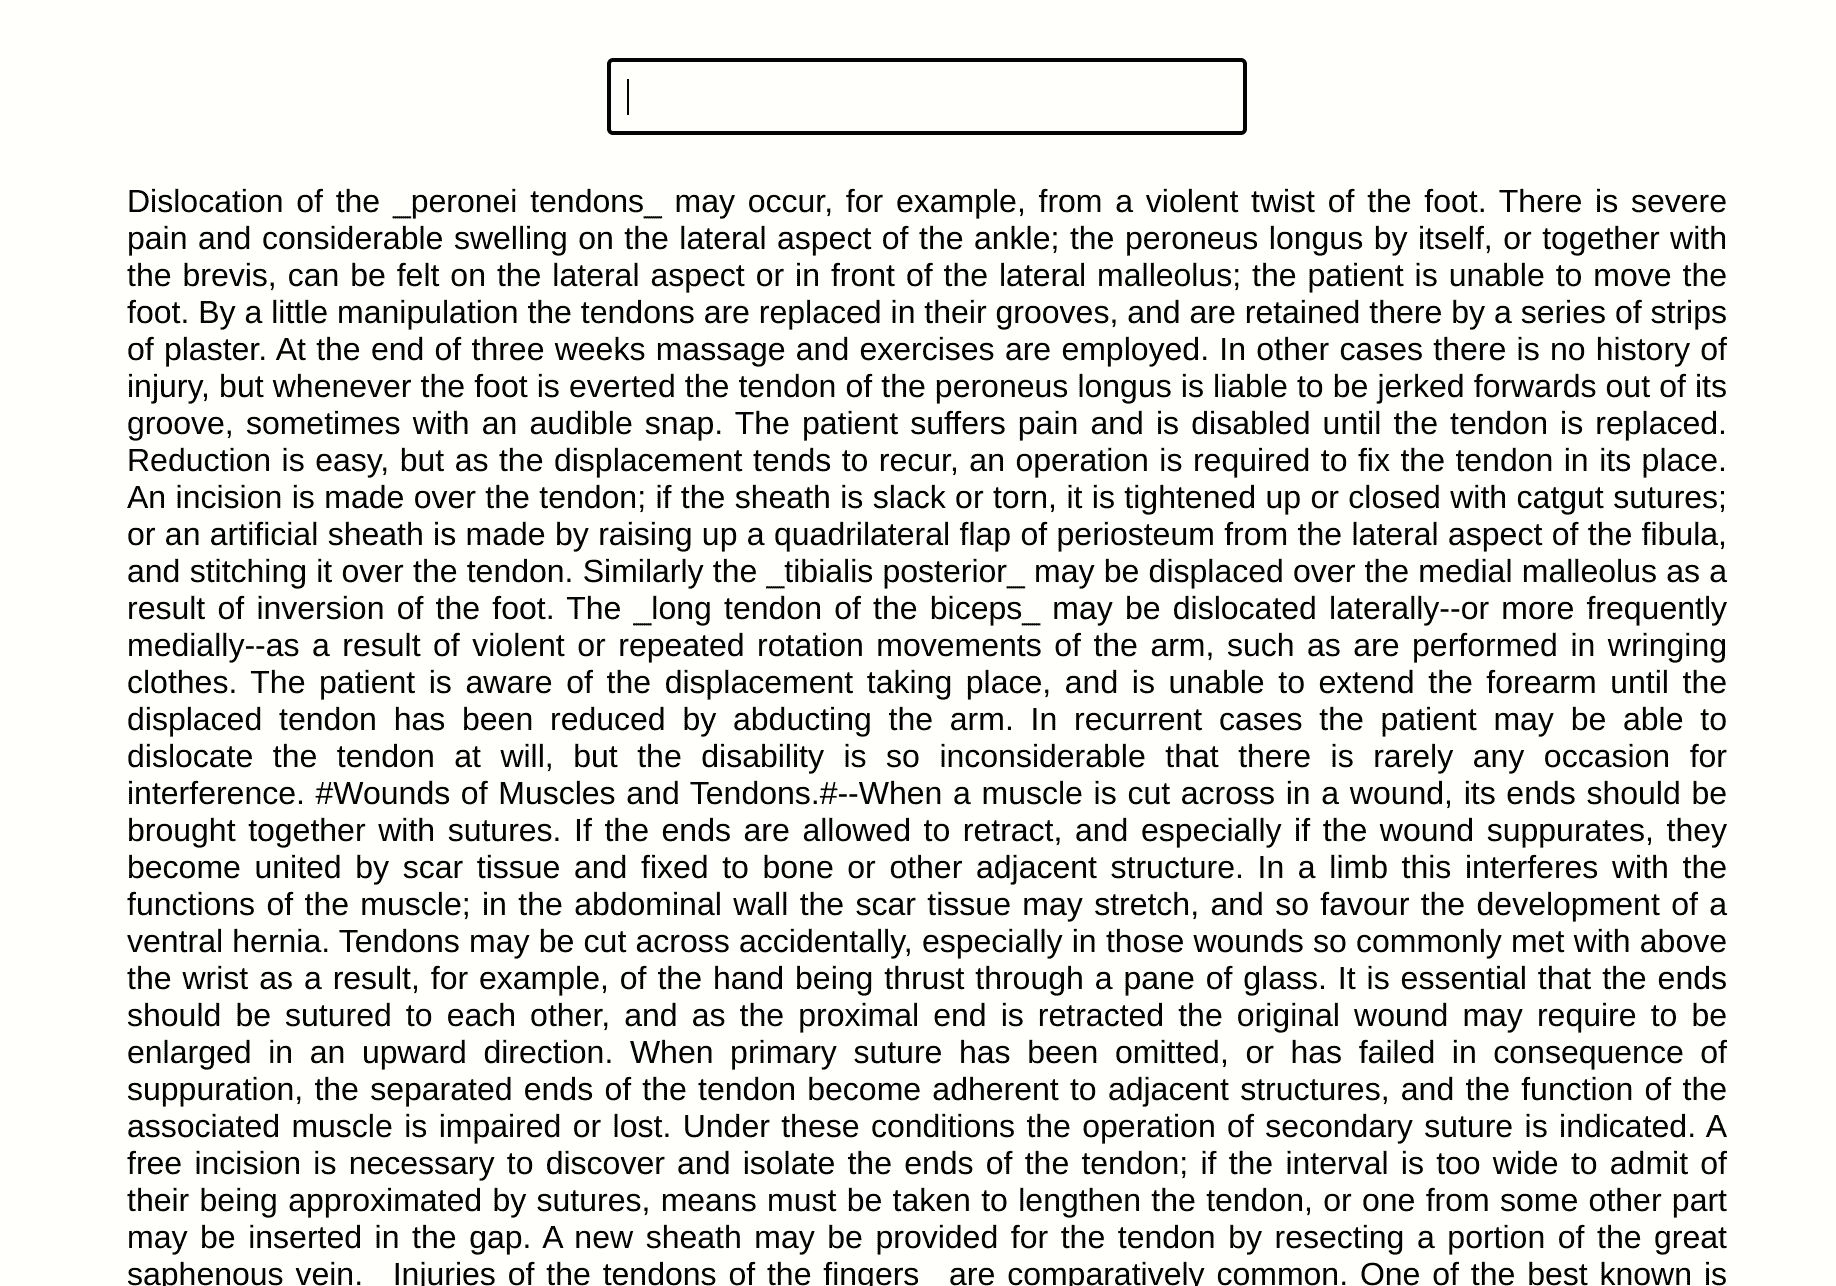 Dislocation of the _peronei tendons_ may occur, for example, from a violent twist of the foot. There is severe
pain and considerable swelling on the lateral aspect of the ankle; the peroneus longus by itself, or together with
the brevis, can be felt on the lateral aspect or in front of the lateral malleolus; the patient is unable to move the
foot. By a little manipulation the tendons are replaced in their grooves, and are retained there by a series of strips
of plaster. At the end of three weeks massage and exercises are employed. In other cases there is no history of
injury, but whenever the foot is everted the tendon of the peroneus longus is liable to be jerked forwards out of its
groove, sometimes with an audible snap. The patient suffers pain and is disabled until the tendon is replaced.
Reduction is easy, but as the displacement tends to recur, an operation is required to fix the tendon in its place.
An incision is made over the tendon; if the sheath is slack or torn, it is tightened up or closed with catgut sutures;
or an artificial sheath is made by raising up a quadrilateral flap of periosteum from the lateral aspect of the fibula,
and stitching it over the tendon. Similarly the _tibialis posterior_ may be displaced over the medial malleolus as a
result of inversion of the foot. The _long tendon of the biceps_ may be dislocated laterally--or more frequently
medially--as a result of violent or repeated rotation movements of the arm, such as are performed in wringing
clothes. The patient is aware of the displacement taking place, and is unable to extend the forearm until the
displaced tendon has been reduced by abducting the arm. In recurrent cases the patient may be able to
dislocate the tendon at will, but the disability is so inconsiderable that there is rarely any occasion for
interference. #Wounds of Muscles and Tendons.#--When a muscle is cut across in a wound, its ends should be
brought together with sutures. If the ends are allowed to retract, and especially if the wound suppurates, they
become united by scar tissue and fixed to bone or other adjacent structure. In a limb this interferes with the
functions of the muscle; in the abdominal wall the scar tissue may stretch, and so favour the development of a
ventral hernia. Tendons may be cut across accidentally, especially in those wounds so commonly met with above
the wrist as a result, for example, of the hand being thrust through a pane of glass. It is essential that the ends
should be sutured to each other, and as the proximal end is retracted the original wound may require to be
enlarged in an upward direction. When primary suture has been omitted, or has failed in consequence of
suppuration, the separated ends of the tendon become adherent to adjacent structures, and the function of the
associated muscle is impaired or lost. Under these conditions the operation of secondary suture is indicated. A
free incision is necessary to discover and isolate the ends of the tendon; if the interval is too wide to admit of
their being approximated by sutures, means must be taken to lengthen the tendon, or one from some other part
may be inserted in the gap. A new sheath may be provided for the tendon by resecting a portion of the great
saphenous vein. _Injuries of the tendons of the fingers_ are comparatively common. One of the best known is